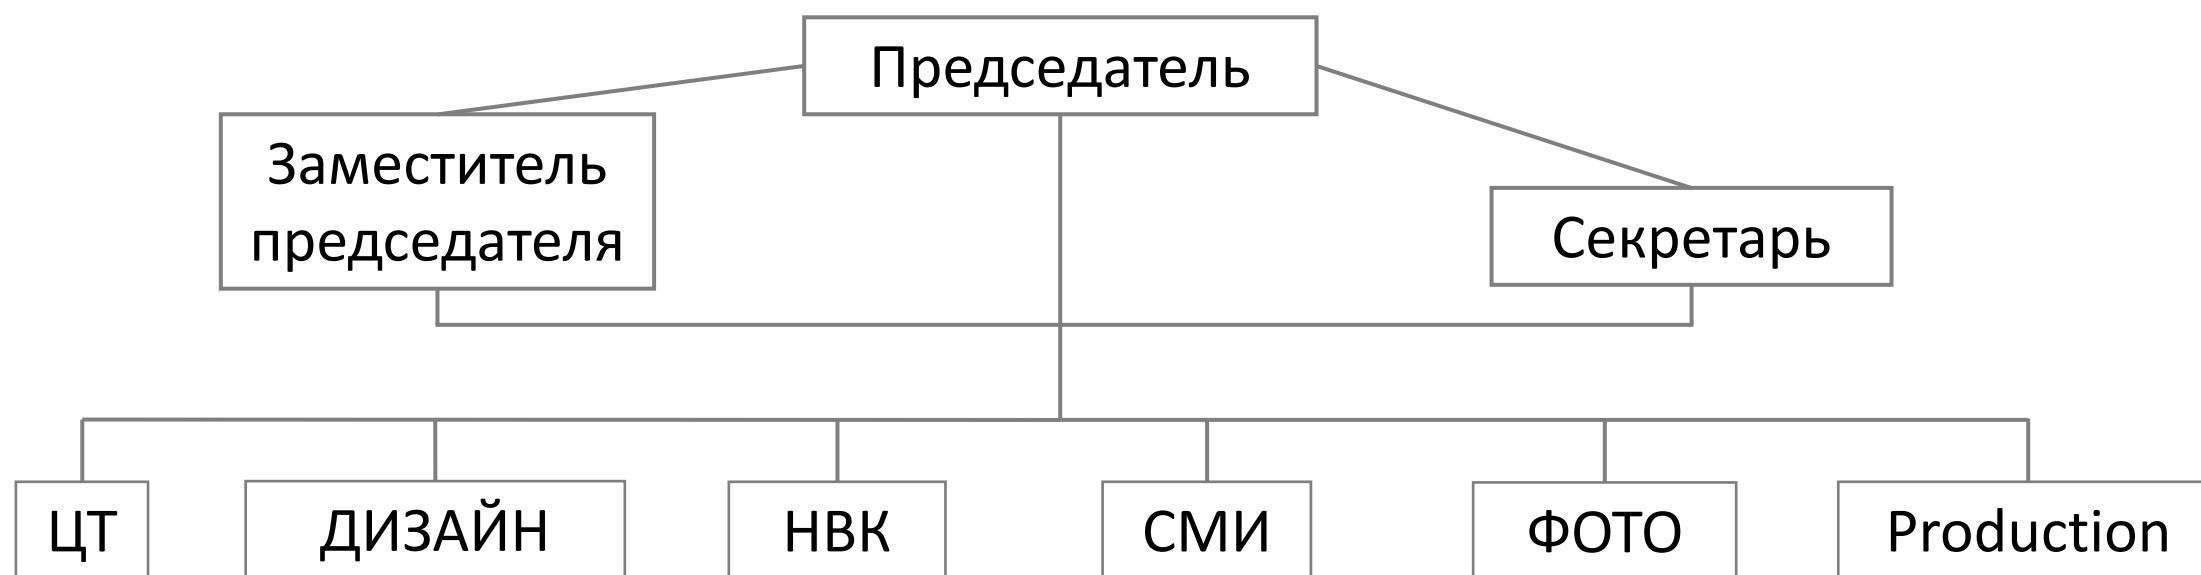 Председатель
Заместитель
председателя
Секретарь
ЦТ
ДИЗАЙН
НВК
СМИ
ФОТО
Production